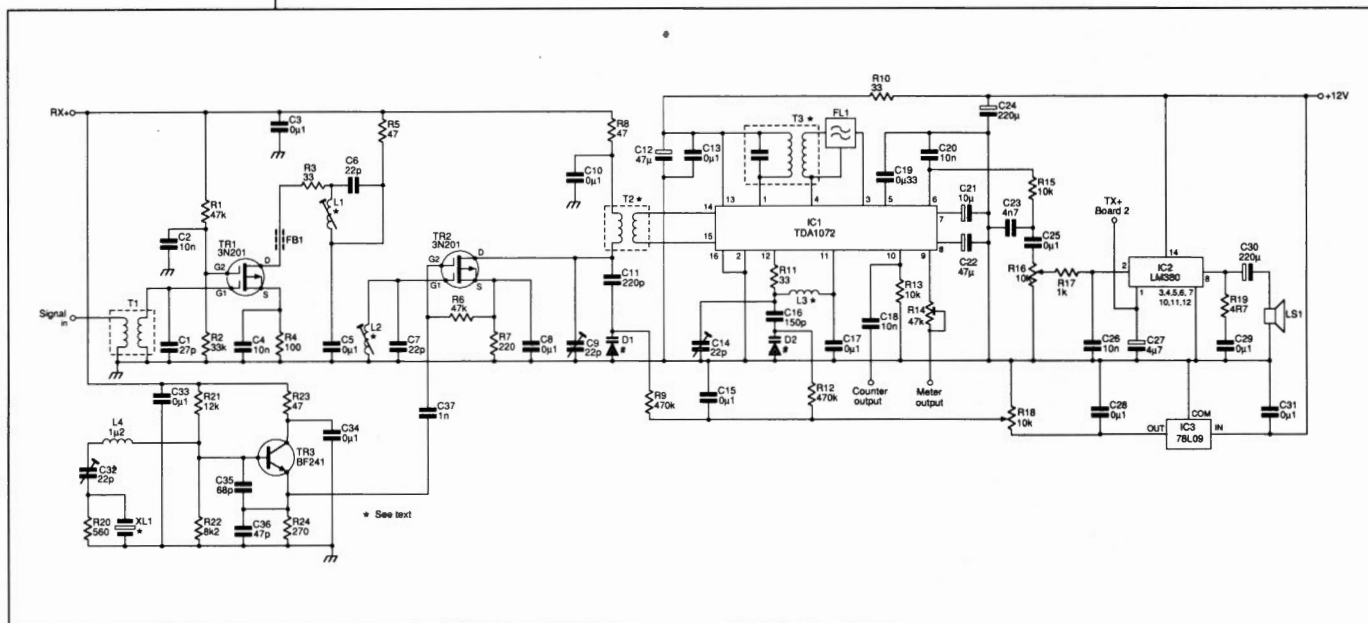 RX+
C3
0µ1
R5
47
R8
47
R10
33
C24
220µ
+12V
T3 *
FL1
C12
47µ
C13
0µ1
C20
10n
C19
0µ33
R3
33
C6
22p
L1
*
C10
0µ1
R1
47k
C2
10n
TR1
3N201
FB1
G2
G1
D
S
T2 *
14
15
13
1
4
3
5
6
7
8
IC1
TDA1072
16
2
12
11
10
9
C21
10µ
C22
47µ
C23
4n7
R15
10k
C25
0µ1
R16
10k
R17
1k
TX+
Board 2
14
2
IC2
LM380
1
3,4,5,6, 7
10,11,12
8
C30
220µ
R19
4R7
LS1
TR2
3N201
G2
G1
D
S
R6
47k
C11
220p
R11
33
L3 *
C16
150p
R13
10k
R14
47k
C18
10n
Signal
in
T1
C1
27p
R2
33k
C4
10n
R4
100
C5
0µ1
L2
*
C7
22p
R7
220
C8
0µ1
C9
22p
D1
#
C14
22p
D2
#
C17
0µ1
C26
10n
C27
4µ7
C29
0µ1
C33
0µ1
R21
12k
R23
47
C37
1n
R9
470k
C15
0µ1
R12
470k
Counter
output
Meter
output
R18
10k
C28
0µ1
COM
OUT
IN
IC3
78L09
C31
0µ1
L4
1µ2
C32
22p
TR3
BF241
C34
0µ1
C35
68p
R20
560
XL1
*
R22
8k2
C36
47p
R24
270
* See text